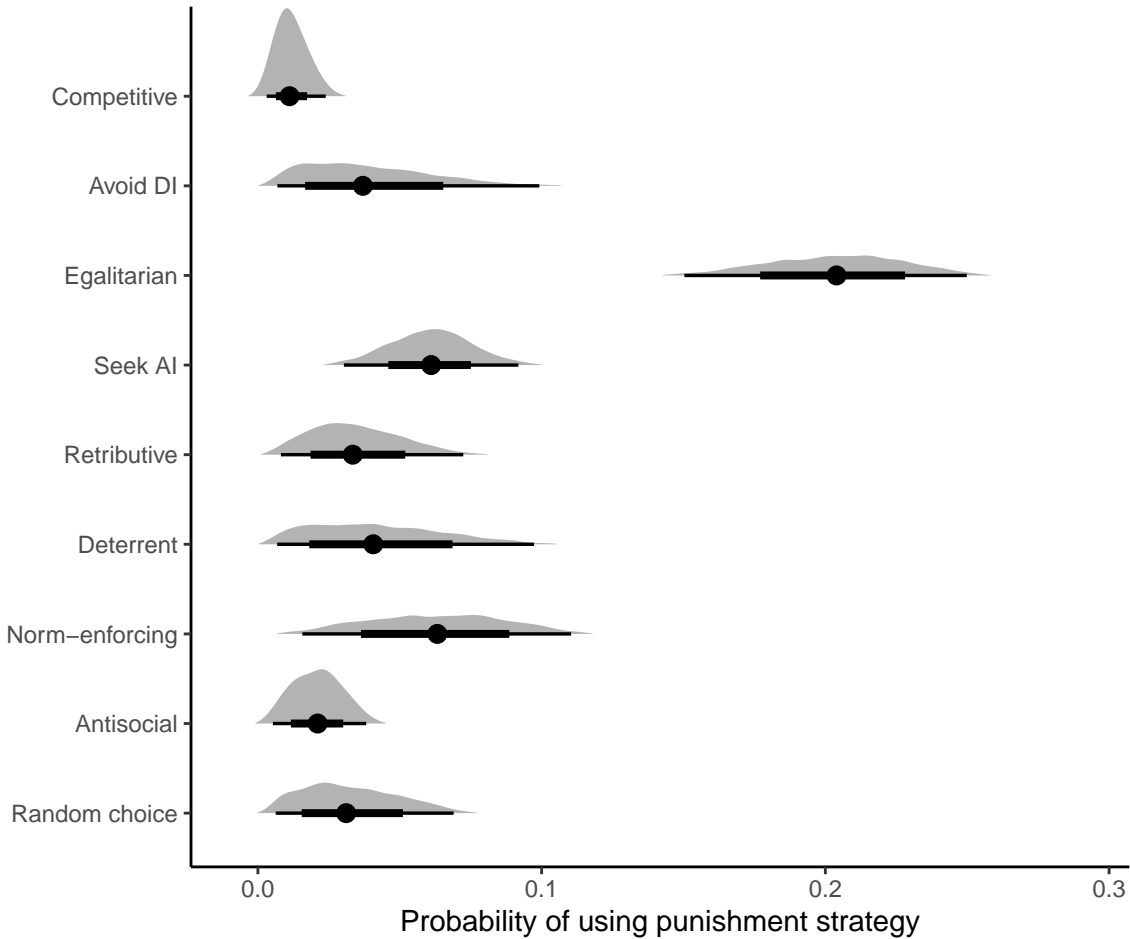 Competitive
Avoid DI
Egalitarian
Seek AI
Retributive
Deterrent
Norm−enforcing
Antisocial
Random choice
0.0 0.1 0.2 0.3
Probability of using punishment strategy